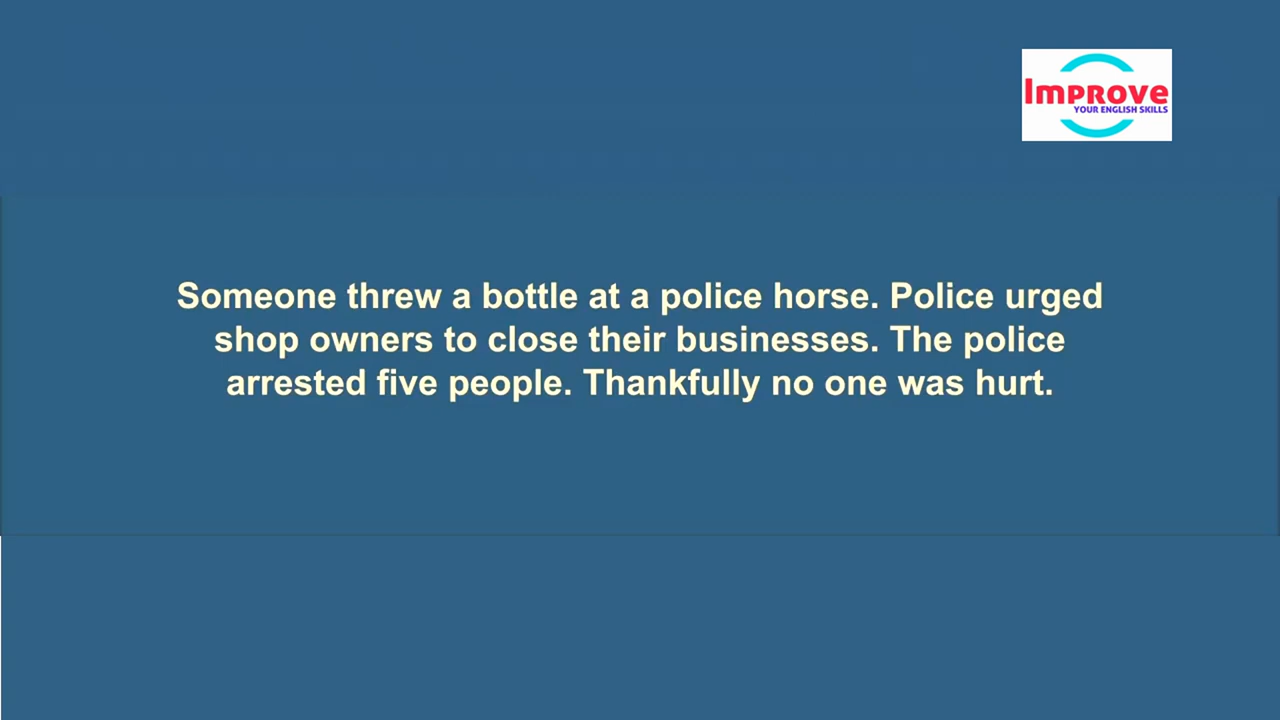 Improve
YOUR ENGLISH SKILLS
Someone threw a bottle at a police horse. Police urged
shop owners to close their businesses. The police
arrested five people. Thankfully no one was hurt.